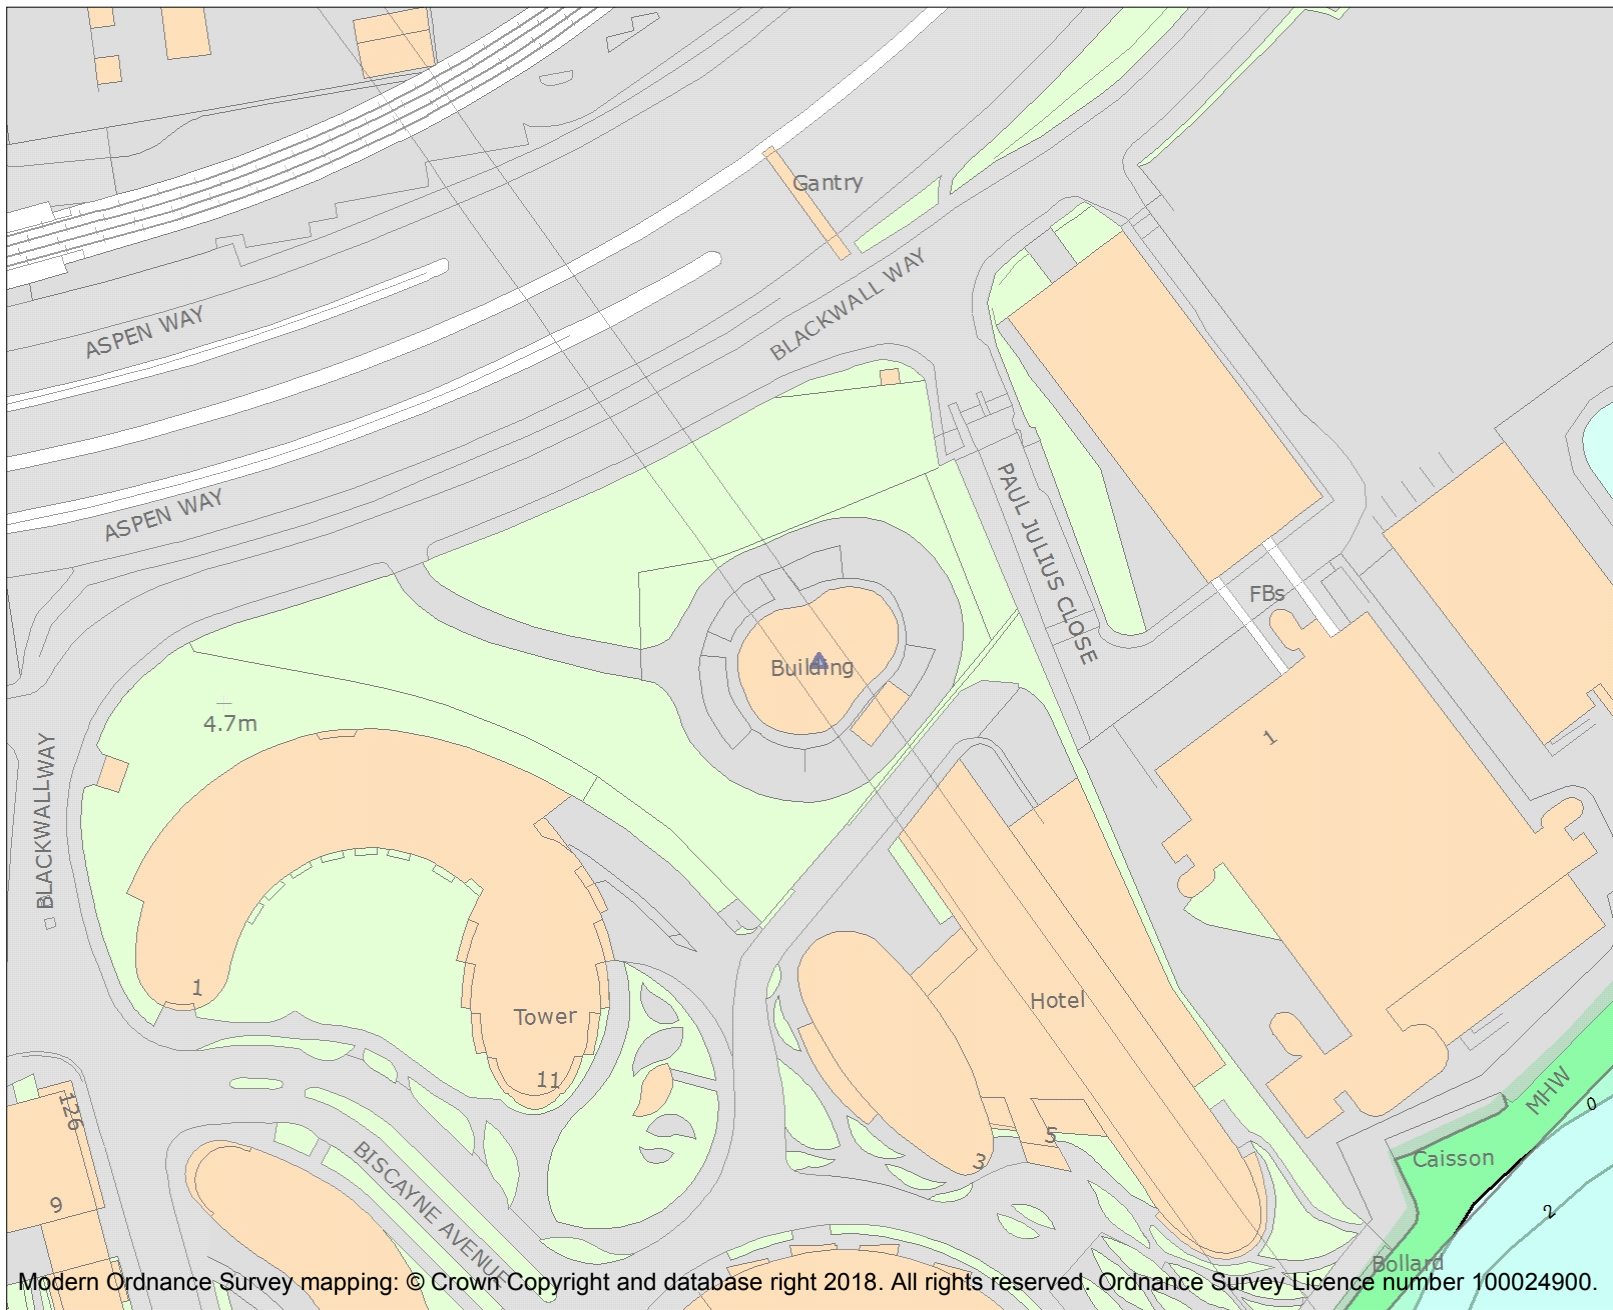 Gantry
BLACKWALL WAY
ASPEN WAY
ASPEN WAY
PAUL JULIUS CLOSE
FBs
Building
4.7m
1
BLACKWALLWAY
1
Hotel
Tower
11
MHW
0
126
5
3
Caisson
9
2
BISCAYNE AVENUE
Bollard
Modern Ordnance Survey mapping: © Crown Copyright and database right 2018. All rights reserved. Ordnance Survey Licence number 100024900.